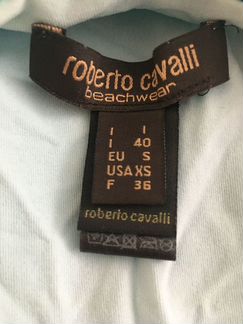 roberto cavalli
beachwear
I I
I 40
EU S
USA XS
F 36
roberto cavalli